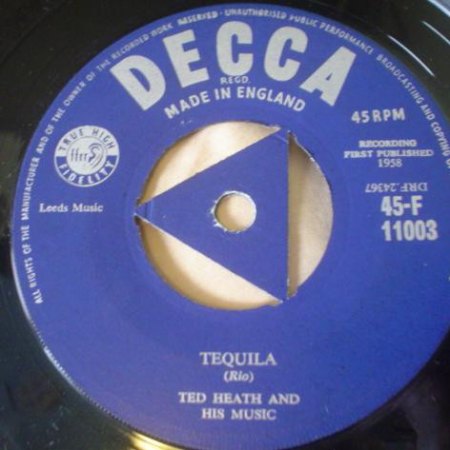 ALL RIGHTS OF THE MANUFACTURER AND OF THE OWNER OF THE RECORDED WORK RESERVED · UNAUTHORISED PUBLIC PERFORMANCE, BROADCASTING AND COPYING OF
DECCA
REGD.
MADE IN ENGLAND
45 RPM
TRUE HIGH
ffrr
FIDELITY
RECORDING
FIRST PUBLISHED
1958
DRF.24367
Leeds Music
45-F
11003
TEQUILA
(Rio)
TED HEATH AND
HIS MUSIC